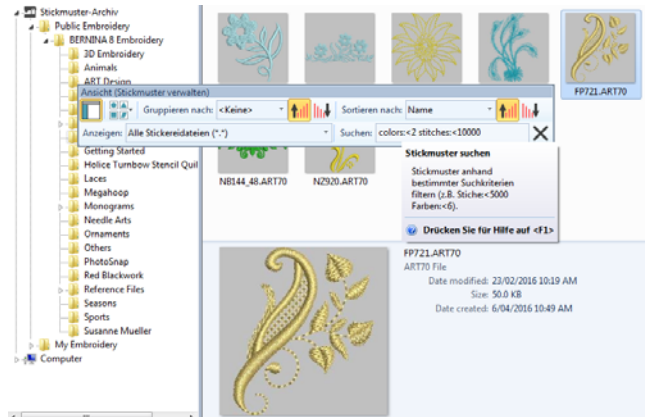 Stickmuster-Archiv
Public Embroidery
BERNINA 8 Embroidery
3D Embroidery
Animals
ART Design
Getting Started
Holice Turnbow Stencil Quil
Laces
Megahoop
Monograms
Needle Arts
Ornaments
Others
PhotoSnap
Red Blackwork
Reference Files
Seasons
Sports
Susanne Mueller
My Embroidery
Computer
FP721.ART70
Ansicht (Stickmuster verwalten)
Gruppieren nach: <Keine> Sortieren nach: Name
Anzeigen: Alle Stickereidateien (*.*) Suchen: colors:<2 stitches:<10000
Stickmuster suchen
Stickmuster anhand
bestimmter Suchkriterien
filtern (z.B. Stiche:<5000
Farben:<6).
Drücken Sie für Hilfe auf <F1>
NB144_48.ART70 NZ920.ART70
FP721.ART70
ART70 File
Date modified: 23/02/2016 10:19 AM
Size: 50.0 KB
Date created: 6/04/2016 10:49 AM